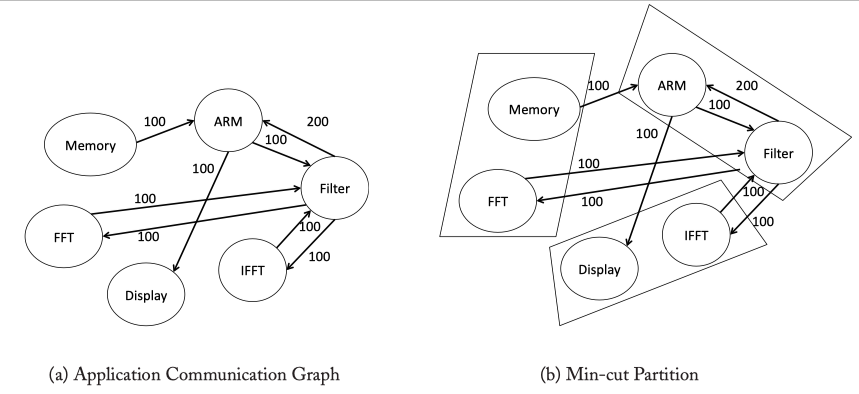 100
ARM
200
100
Memory
100
Filter
100
FFT
100
100
IFFT
100
Display
(a) Application Communication Graph
100
ARM
200
100
Memory
100
Filter
100
FFT
100
100
100
IFFT
Display
(b) Min-cut Partition